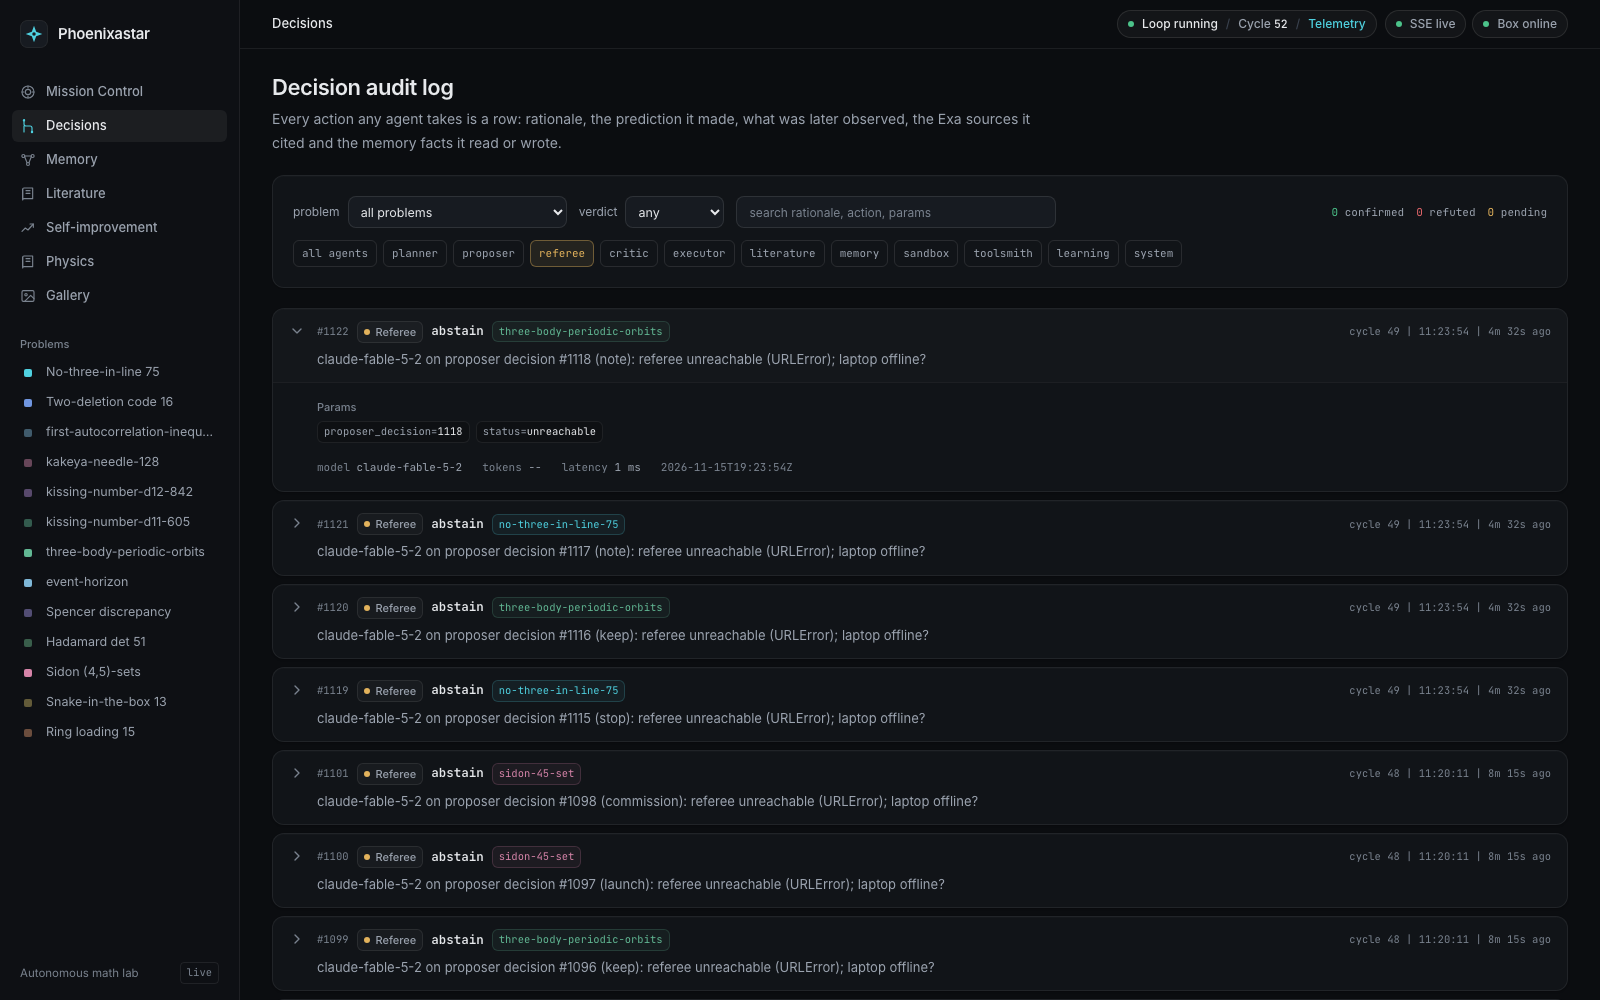 Phoenixastar
Mission Control
Decisions
Memory
Literature
Self-improvement
Physics
Gallery
Problems
No-three-in-line 75
Two-deletion code 16
first-autocorrelation-inequ...
kakeya-needle-128
kissing-number-d12-842
kissing-number-d11-605
three-body-periodic-orbits
event-horizon
Spencer discrepancy
Hadamard det 51
Sidon (4,5)-sets
Snake-in-the-box 13
Ring loading 15
Autonomous math lab live
Decisions
Loop running / Cycle 52 / Telemetry
SSE live
Box online
Decision audit log
Every action any agent takes is a row: rationale, the prediction it made, what was later observed, the Exa sources it
cited and the memory facts it read or wrote.
problem all problems verdict any search rationale, action, params 0 confirmed 0 refuted 0 pending
all agents planner proposer referee critic executor literature memory sandbox toolsmith learning system
#1122 Referee abstain three-body-periodic-orbits cycle 49 | 11:23:54 | 4m 32s ago
claude-fable-5-2 on proposer decision #1118 (note): referee unreachable (URLError); laptop offline?
Params
proposer_decision=1118 status=unreachable
model claude-fable-5-2 tokens -- latency 1 ms 2026-11-15T19:23:54Z
#1121 Referee abstain no-three-in-line-75 cycle 49 | 11:23:54 | 4m 32s ago
claude-fable-5-2 on proposer decision #1117 (note): referee unreachable (URLError); laptop offline?
#1120 Referee abstain three-body-periodic-orbits cycle 49 | 11:23:54 | 4m 32s ago
claude-fable-5-2 on proposer decision #1116 (keep): referee unreachable (URLError); laptop offline?
#1119 Referee abstain no-three-in-line-75 cycle 49 | 11:23:54 | 4m 32s ago
claude-fable-5-2 on proposer decision #1115 (stop): referee unreachable (URLError); laptop offline?
#1101 Referee abstain sidon-45-set cycle 48 | 11:20:11 | 8m 15s ago
claude-fable-5-2 on proposer decision #1098 (commission): referee unreachable (URLError); laptop offline?
#1100 Referee abstain sidon-45-set cycle 48 | 11:20:11 | 8m 15s ago
claude-fable-5-2 on proposer decision #1097 (launch): referee unreachable (URLError); laptop offline?
#1099 Referee abstain three-body-periodic-orbits cycle 48 | 11:20:11 | 8m 15s ago
claude-fable-5-2 on proposer decision #1096 (keep): referee unreachable (URLError); laptop offline?